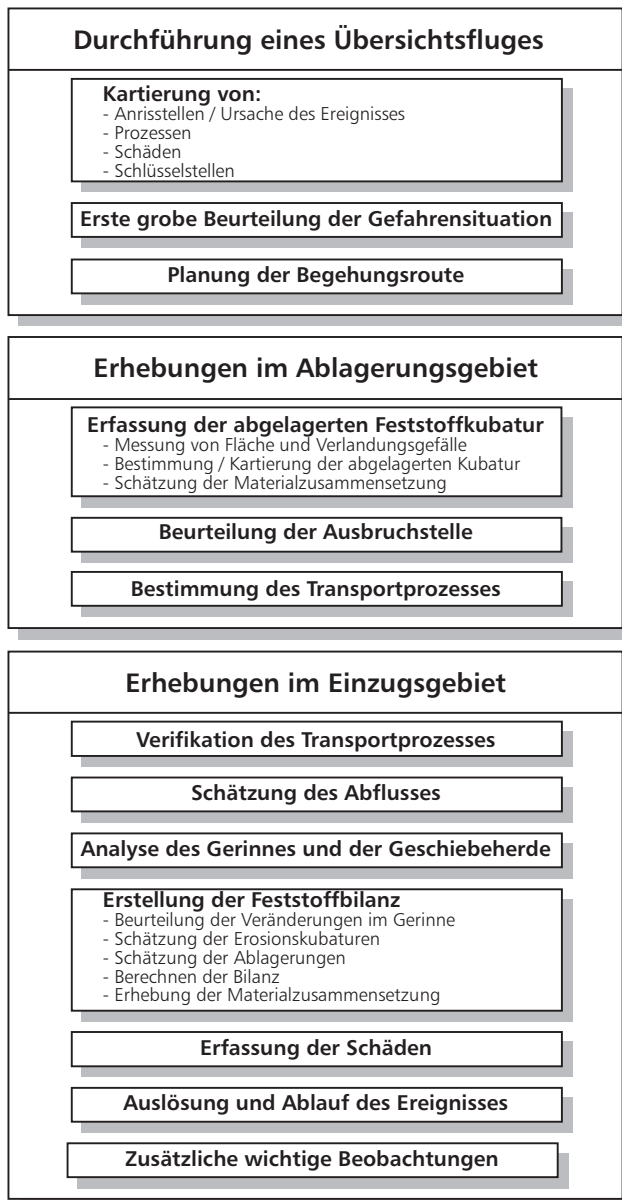 Durchführung eines Übersichtsfluges
Kartierung von:
- Anrisstellen / Ursache des Ereignisses
- Prozessen
- Schäden
- Schlüsselstellen
Erste grobe Beurteilung der Gefahrensituation
Planung der Begehungsroute
Erhebungen im Ablagerungsgebiet
Erfassung der abgelagerten Feststoffkubatur
- Messung von Fläche und Verlandungsgefälle
- Bestimmung / Kartierung der abgelagerten Kubatur
- Schätzung der Materialzusammensetzung
Beurteilung der Ausbruchstelle
Bestimmung des Transportprozesses
Erhebungen im Einzugsgebiet
Verifikation des Transportprozesses
Schätzung des Abflusses
Analyse des Gerinnes und der Geschiebeherde
Erstellung der Feststoffbilanz
- Beurteilung der Veränderungen im Gerinne
- Schätzung der Erosionskubaturen
- Schätzung der Ablagerungen
- Berechnen der Bilanz
- Erhebung der Materialzusammensetzung
Erfassung der Schäden
Auslösung und Ablauf des Ereignisses
Zusätzliche wichtige Beobachtungen